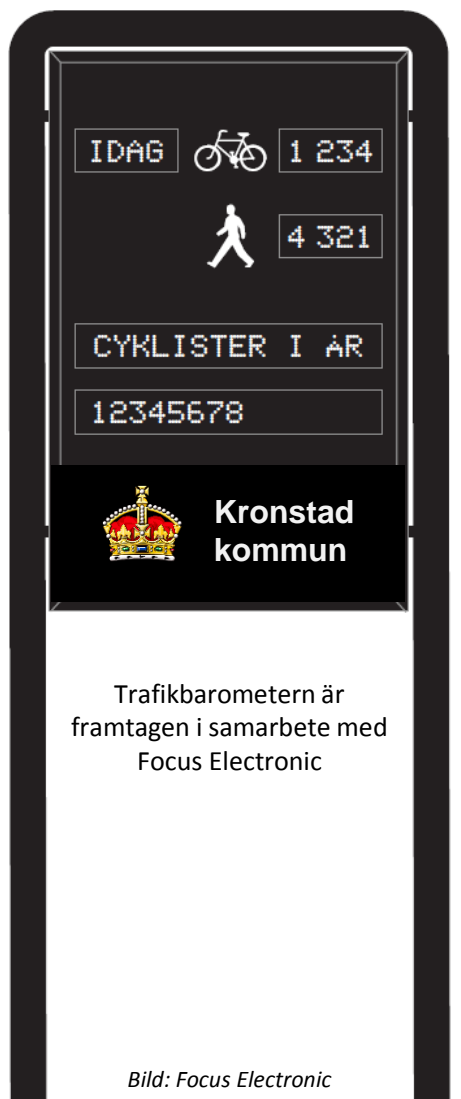 IDAG 1 234
4 321
CYKLISTER I ÅR
12345678
Kronstad
kommun
Trafikbarometern är
framtagen i samarbete med
Focus Electronic
Bild: Focus Electronic